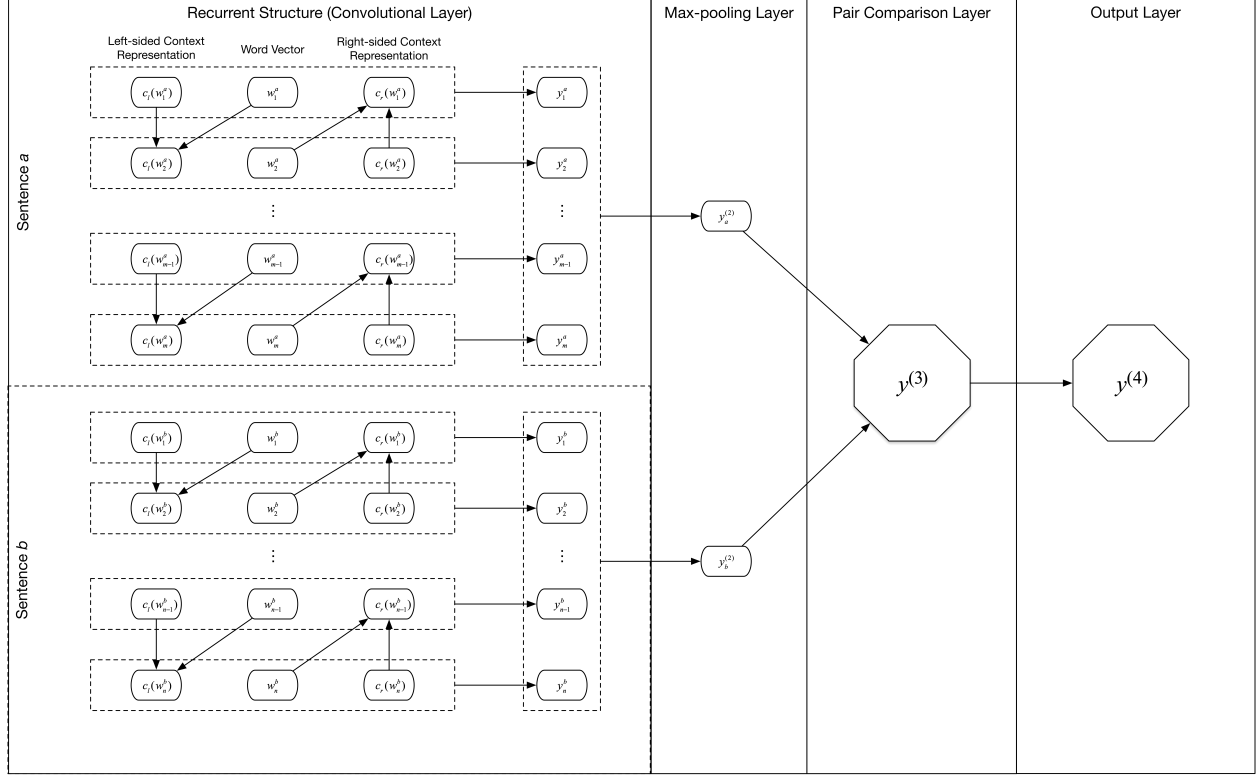 Recurrent Structure (Convolutional Layer) Max-pooling Layer Pair Comparison Layer Output Layer
Left-sided Context Representation Word Vector Right-sided Context Representation
Sentence a
c_l(w_1^a) w_1^a c_r(w_1^a) y_1^a
c_l(w_2^a) w_2^a c_r(w_2^a) y_2^a
⋮ ⋮ y_a^{(2)}
c_l(w_{m-1}^a) w_{m-1}^a c_r(w_{m-1}^a) y_{m-1}^a
c_l(w_m^a) w_m^a c_r(w_m^a) y_m^a
y^{(3)} y^{(4)}
Sentence b
c_l(w_1^b) w_1^b c_r(w_1^b) y_1^b
c_l(w_2^b) w_2^b c_r(w_2^b) y_2^b
⋮ ⋮ y_b^{(2)}
c_l(w_{n-1}^b) w_{n-1}^b c_r(w_{n-1}^b) y_{n-1}^b
c_l(w_n^b) w_n^b c_r(w_n^b) y_n^b